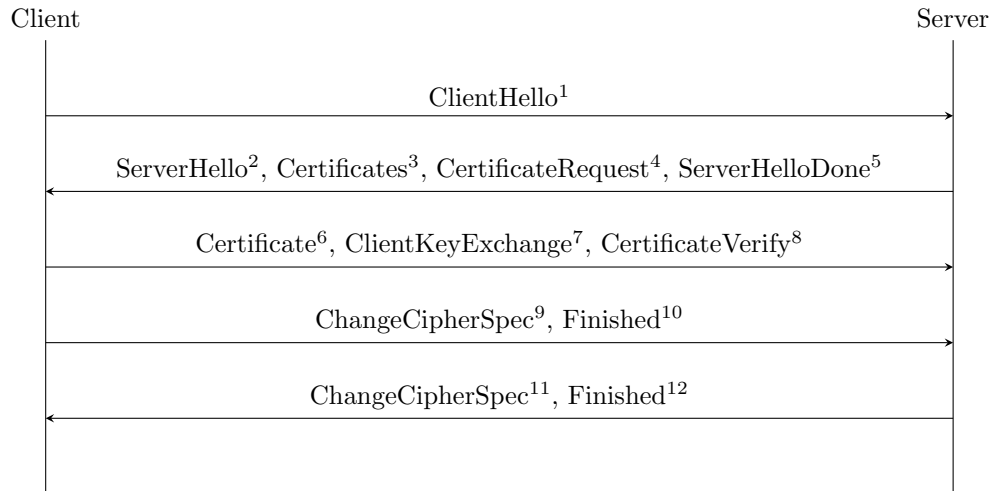 Client Server
ClientHello¹
ServerHello², Certificates³, CertificateRequest⁴, ServerHelloDone⁵
Certificate⁶, ClientKeyExchange⁷, CertificateVerify⁸
ChangeCipherSpec⁹, Finished¹⁰
ChangeCipherSpec¹¹, Finished¹²